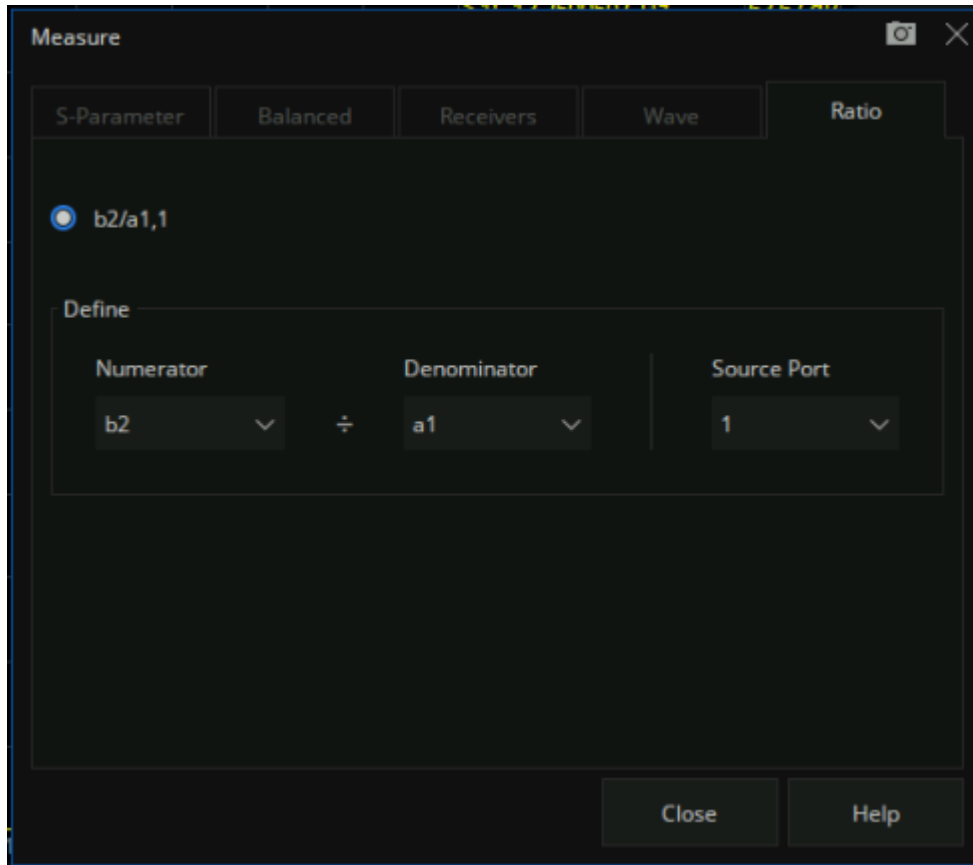 Measure
S-Parameter Balanced Receivers Wave Ratio
b2/a1,1
Define
Numerator Denominator Source Port
b2 ÷ a1 1
Close Help